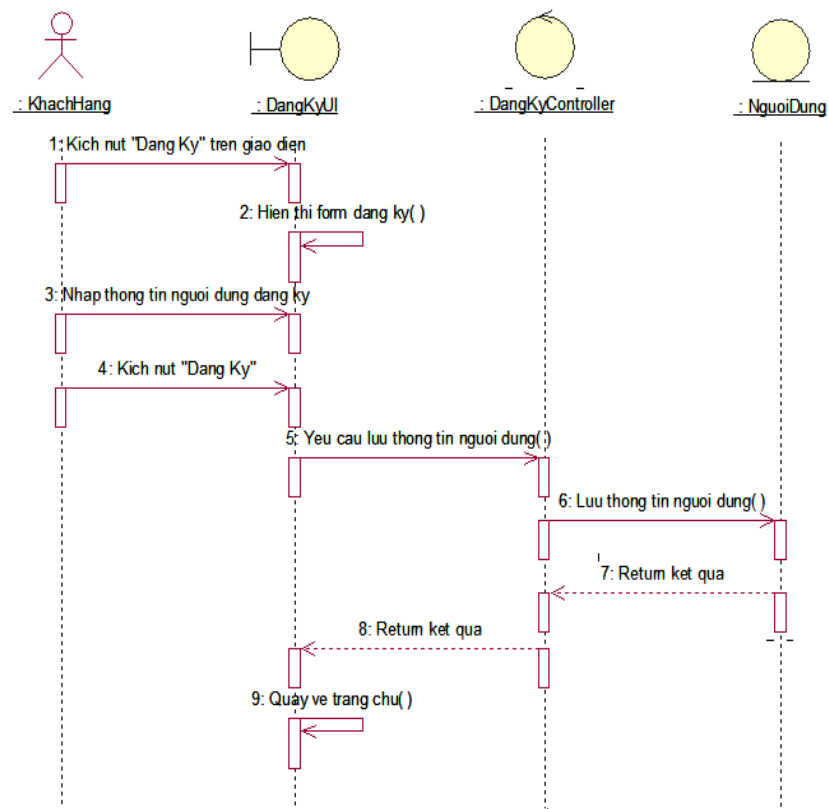 : KhachHang
: DangKyUI
: DangKyController
: NguoiDung
1: Kich nut "Dang Ky" tren giao dien
2: Hien thi form dang ky( )
3: Nhap thong tin nguoi dung dang ky
4: Kich nut "Dang Ky"
5: Yeu cau luu thong tin nguoi dung( )
6: Luu thong tin nguoi dung( )
7: Return ket qua
8: Return ket qua
9: Quay ve trang chu( )